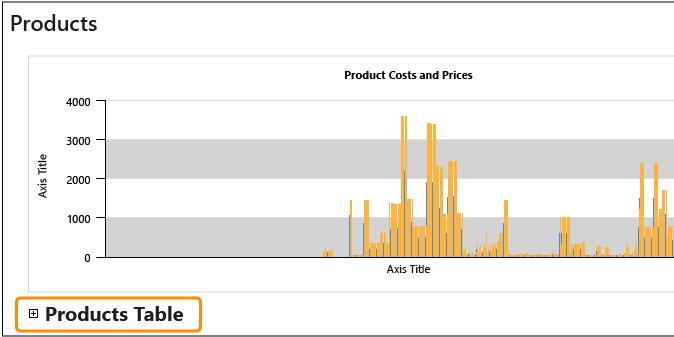 Products
Product Costs and Prices
4000
3000
2000
1000
0
Axis Title
Axis Title
Products Table